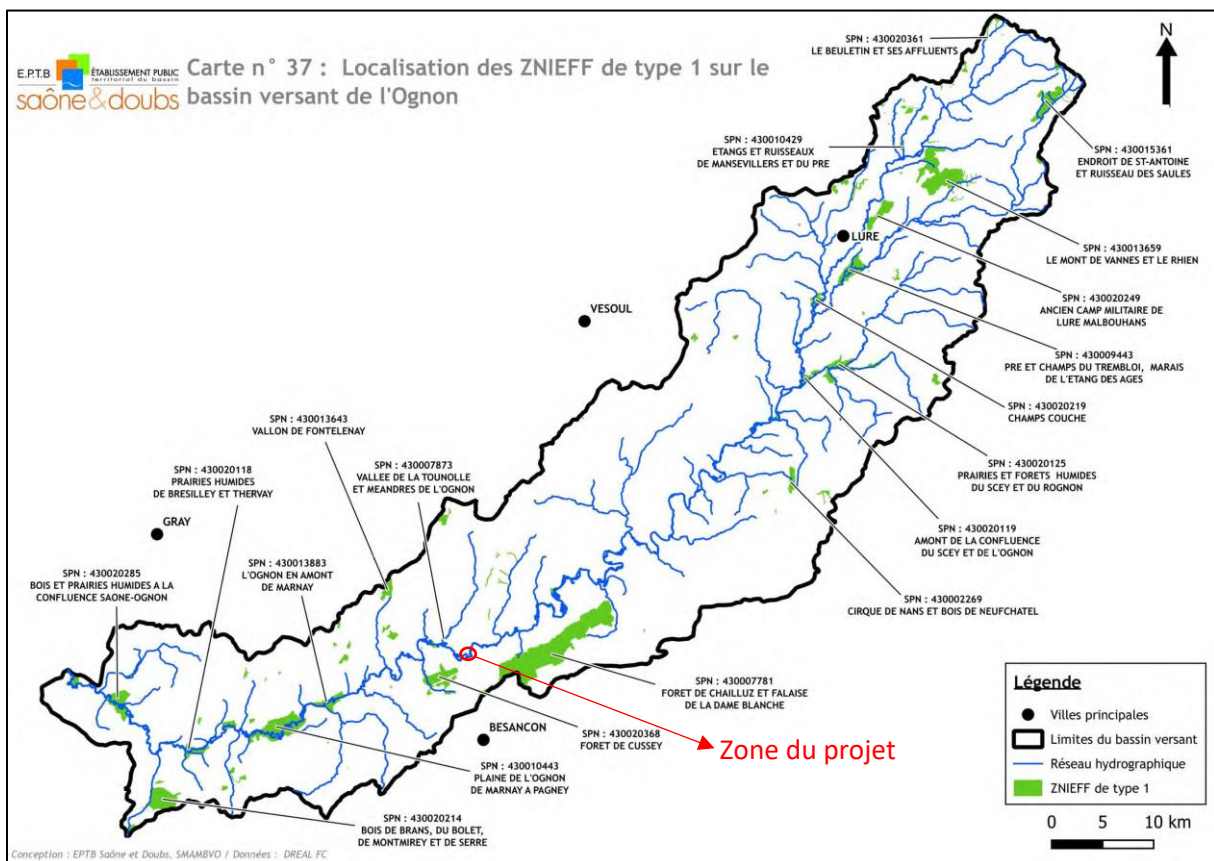 E.P.T.B
ÉTABLISSEMENT PUBLIC
territorial du bassin
saône & doubs
Carte n° 37 : Localisation des ZNIEFF de type 1 sur le
bassin versant de l'Ognon
N
SPN : 430020361
LE BEULETIN ET SES AFFLUENTS
SPN : 430010429
ETANGS ET RUISSEAUX
DE MANSEVILLERS ET DU PRE
SPN : 430015361
ENDROIT DE ST-ANTOINE
ET RUISSEAU DES SAULES
LURE
SPN : 430013659
LE MONT DE VANNES ET LE RHIEN
SPN : 430020249
ANCIEN CAMP MILITAIRE DE
LURE MALBOUHANS
VESOUL
SPN : 430009443
PRE ET CHAMPS DU TREMBLOI, MARAIS
DE L'ETANG DES AGES
SPN : 430020219
CHAMPS COUCHE
SPN : 430013643
VALLON DE FONTELENAY
SPN : 430020118
PRAIRIES HUMIDES
DE BRESILLEY ET THERVAY
SPN : 430007873
VALLEE DE LA TOUNOLLE
ET MEANDRES DE L'OGNON
SPN : 430020125
PRAIRIES ET FORETS HUMIDES
DU SCEY ET DU ROGNON
GRAY
SPN : 430020119
AMONT DE LA CONFLUENCE
DU SCEY ET DE L'OGNON
SPN : 430020285
BOIS ET PRAIRIES HUMIDES A LA
CONFLUENCE SAONE-OGNON
SPN : 430013883
L'OGNON EN AMONT
DE MARNAY
SPN : 430002269
CIRQUE DE NANS ET BOIS DE NEUFCHATEL
SPN : 430007781
FORET DE CHAILLUZ ET FALAISE
DE LA DAME BLANCHE
BESANCON
SPN : 430020368
FORET DE CUSSEY
Zone du projet
SPN : 430010443
PLAINE DE L'OGNON
DE MARNAY A PAGNEY
SPN : 430020214
BOIS DE BRANS, DU BOLET,
DE MONTMIREY ET DE SERRE
Légende
Villes principales
Limites du bassin versant
Réseau hydrographique
ZNIEFF de type 1
0 5 10 km
Conception : EPTB Saône et Doubs, SMAMBVO / Données : DREAL FC